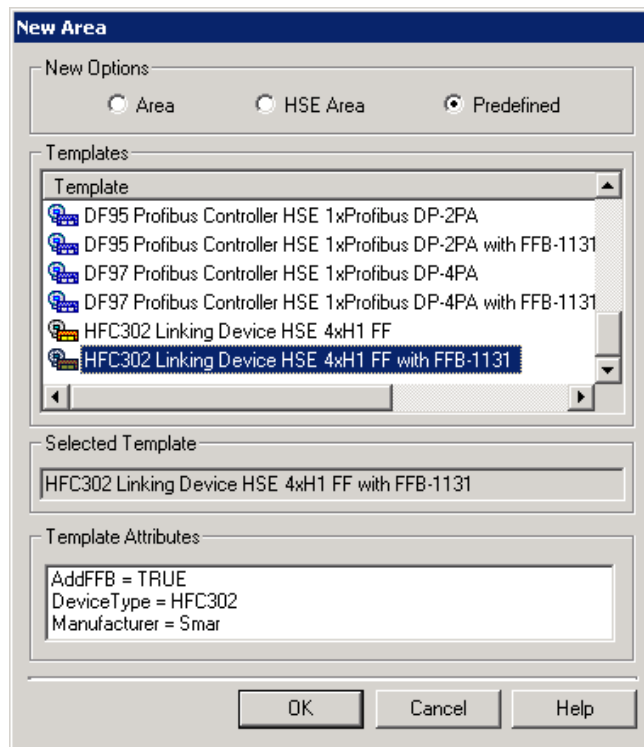 New Area
New Options
Area HSE Area Predefined
Templates
Template
DF95 Profibus Controller HSE 1xProfibus DP-2PA
DF95 Profibus Controller HSE 1xProfibus DP-2PA with FFB-1131
DF97 Profibus Controller HSE 1xProfibus DP-4PA
DF97 Profibus Controller HSE 1xProfibus DP-4PA with FFB-1131
HFC302 Linking Device HSE 4xH1 FF
HFC302 Linking Device HSE 4xH1 FF with FFB-1131
Selected Template
HFC302 Linking Device HSE 4xH1 FF with FFB-1131
Template Attributes
AddFFB = TRUE
DeviceType = HFC302
Manufacturer = Smar
OK Cancel Help